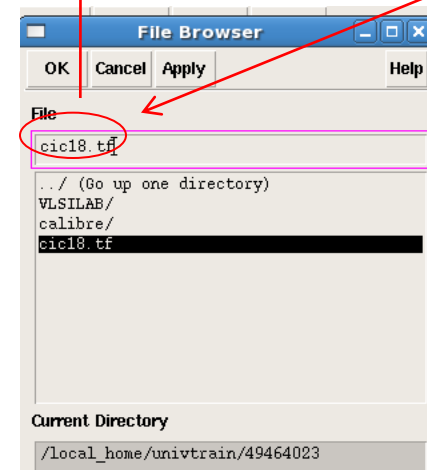 File Browser
OK Cancel Apply Help
File
cic18.tf
../ (Go up one directory)
VLSILAB/
calibre/
cic18.tf
Current Directory
/local_home/univtrain/49464023